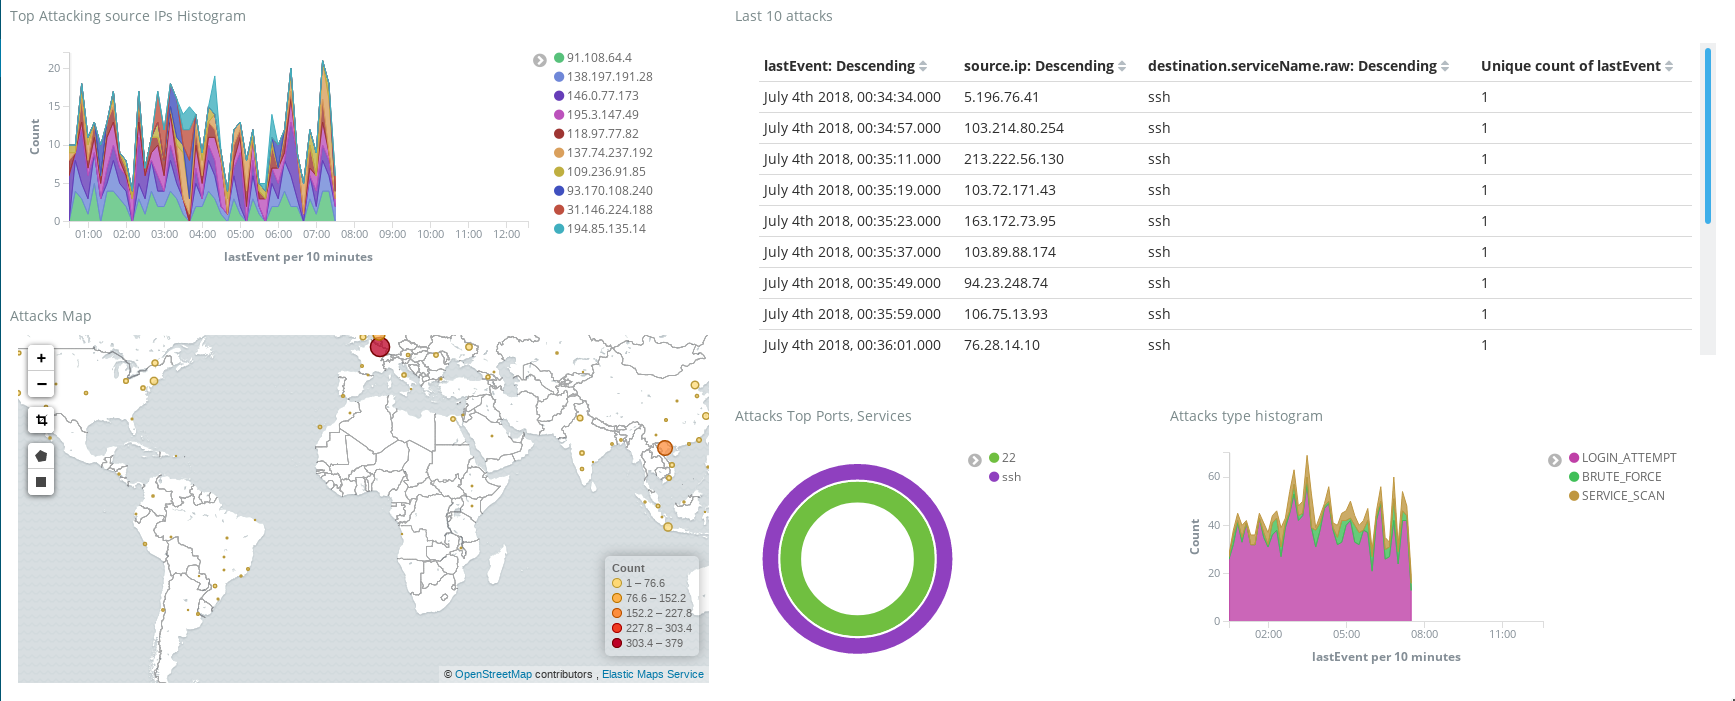 Top Attacking source IPs Histogram
20
15
10
5
0
Count
01:00 02:00 03:00 04:00 05:00 06:00 07:00 08:00 09:00 10:00 11:00 12:00
lastEvent per 10 minutes
91.108.64.4
138.197.191.28
146.0.77.173
195.3.147.49
118.97.77.82
137.74.237.192
109.236.91.85
93.170.108.240
31.146.224.188
194.85.135.14
Last 10 attacks
lastEvent: Descending source.ip: Descending destination.serviceName.raw: Descending Unique count of lastEvent
July 4th 2018, 00:34:34.000 5.196.76.41 ssh 1
July 4th 2018, 00:34:57.000 103.214.80.254 ssh 1
July 4th 2018, 00:35:11.000 213.222.56.130 ssh 1
July 4th 2018, 00:35:19.000 103.72.171.43 ssh 1
July 4th 2018, 00:35:23.000 163.172.73.95 ssh 1
July 4th 2018, 00:35:37.000 103.89.88.174 ssh 1
July 4th 2018, 00:35:49.000 94.23.248.74 ssh 1
July 4th 2018, 00:35:59.000 106.75.13.93 ssh 1
July 4th 2018, 00:36:01.000 76.28.14.10 ssh 1
Attacks Map
+
−
Count
1 – 76.6
76.6 – 152.2
152.2 – 227.8
227.8 – 303.4
303.4 – 379
© OpenStreetMap contributors , Elastic Maps Service
Attacks Top Ports, Services
22
ssh
Attacks type histogram
60
40
20
0
Count
02:00 05:00 08:00 11:00
lastEvent per 10 minutes
LOGIN_ATTEMPT
BRUTE_FORCE
SERVICE_SCAN